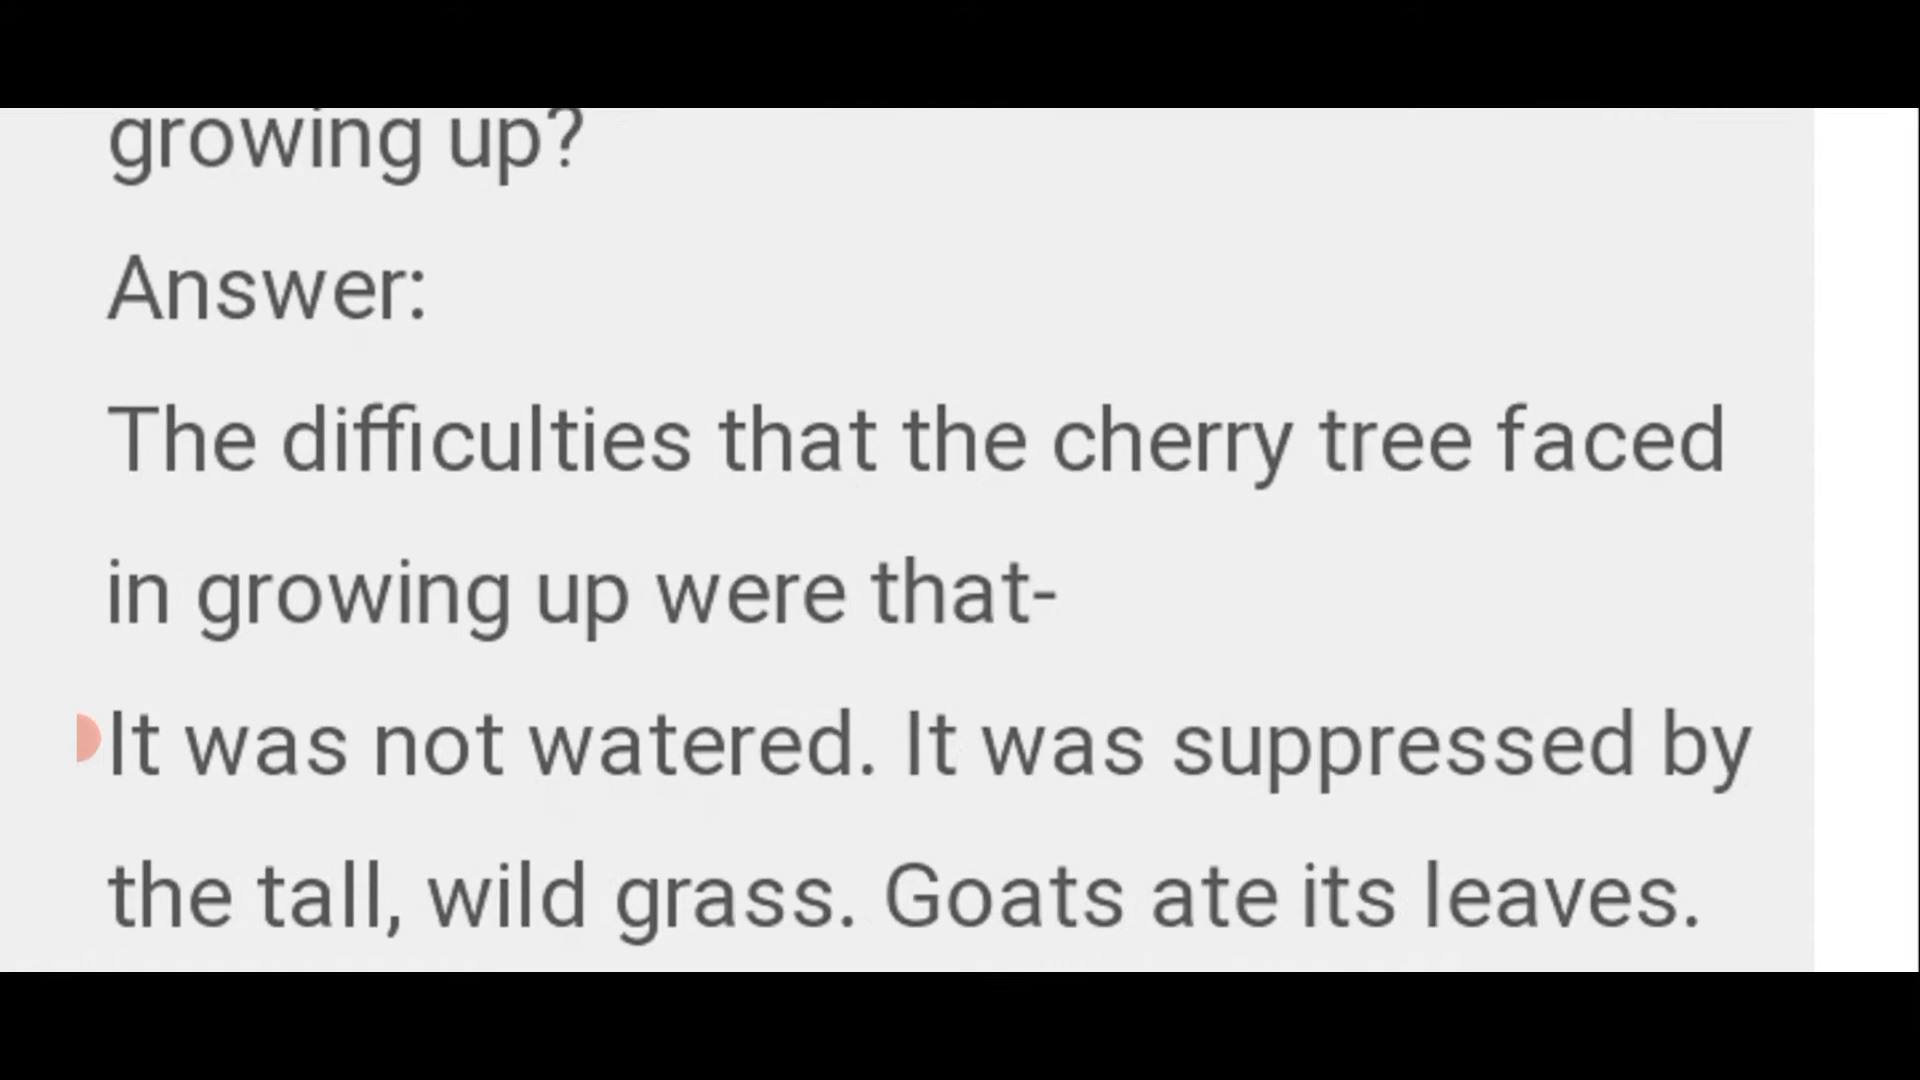 growing up?
Answer:
The difficulties that the cherry tree faced
in growing up were that-
It was not watered. It was suppressed by
the tall, wild grass. Goats ate its leaves.